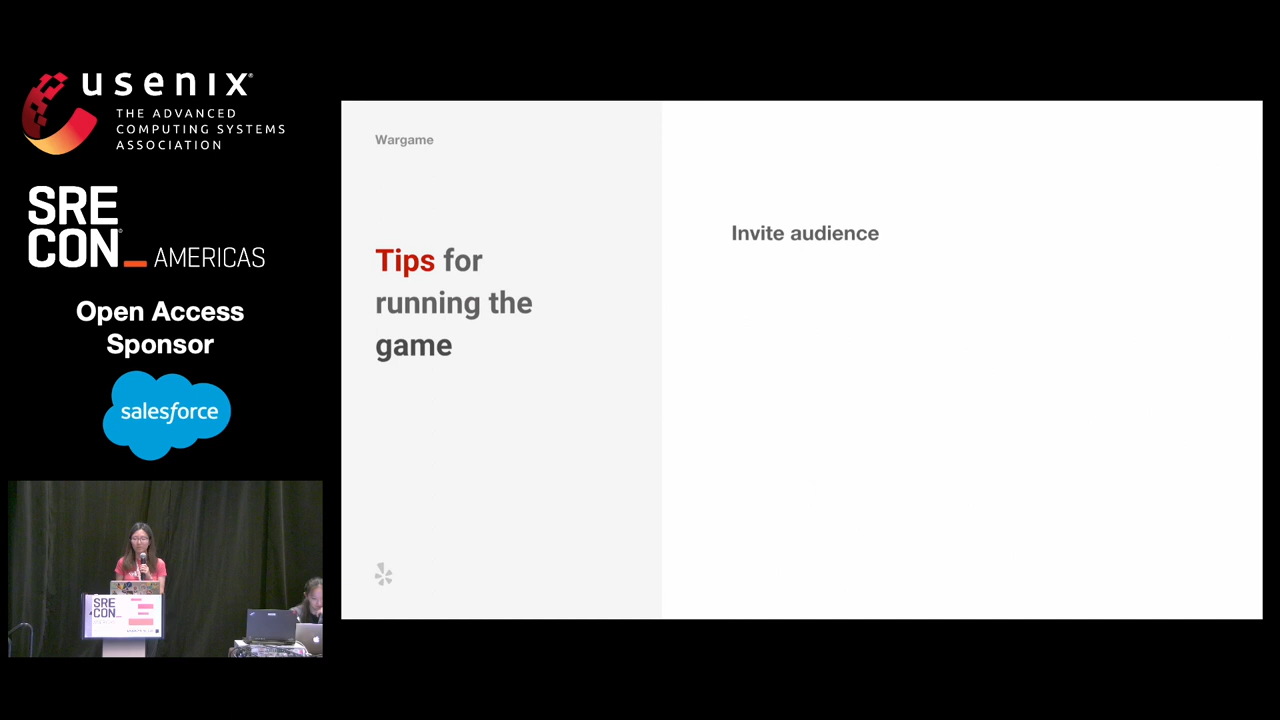 usenix®
THE ADVANCED
COMPUTING SYSTEMS
ASSOCIATION
SRE
CON
AMERICAS
Open Access
Sponsor
salesforce
SRE
CON
Wargame
Tips for
running the
game
Invite audience